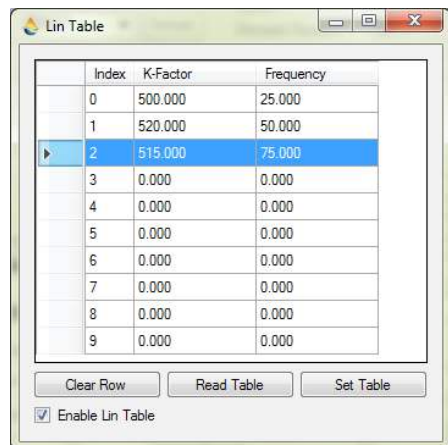 Lin Table
Index K-Factor Frequency
0 500.000 25.000
1 520.000 50.000
2 515.000 75.000
3 0.000 0.000
4 0.000 0.000
5 0.000 0.000
6 0.000 0.000
7 0.000 0.000
8 0.000 0.000
9 0.000 0.000
Clear Row Read Table Set Table
Enable Lin Table